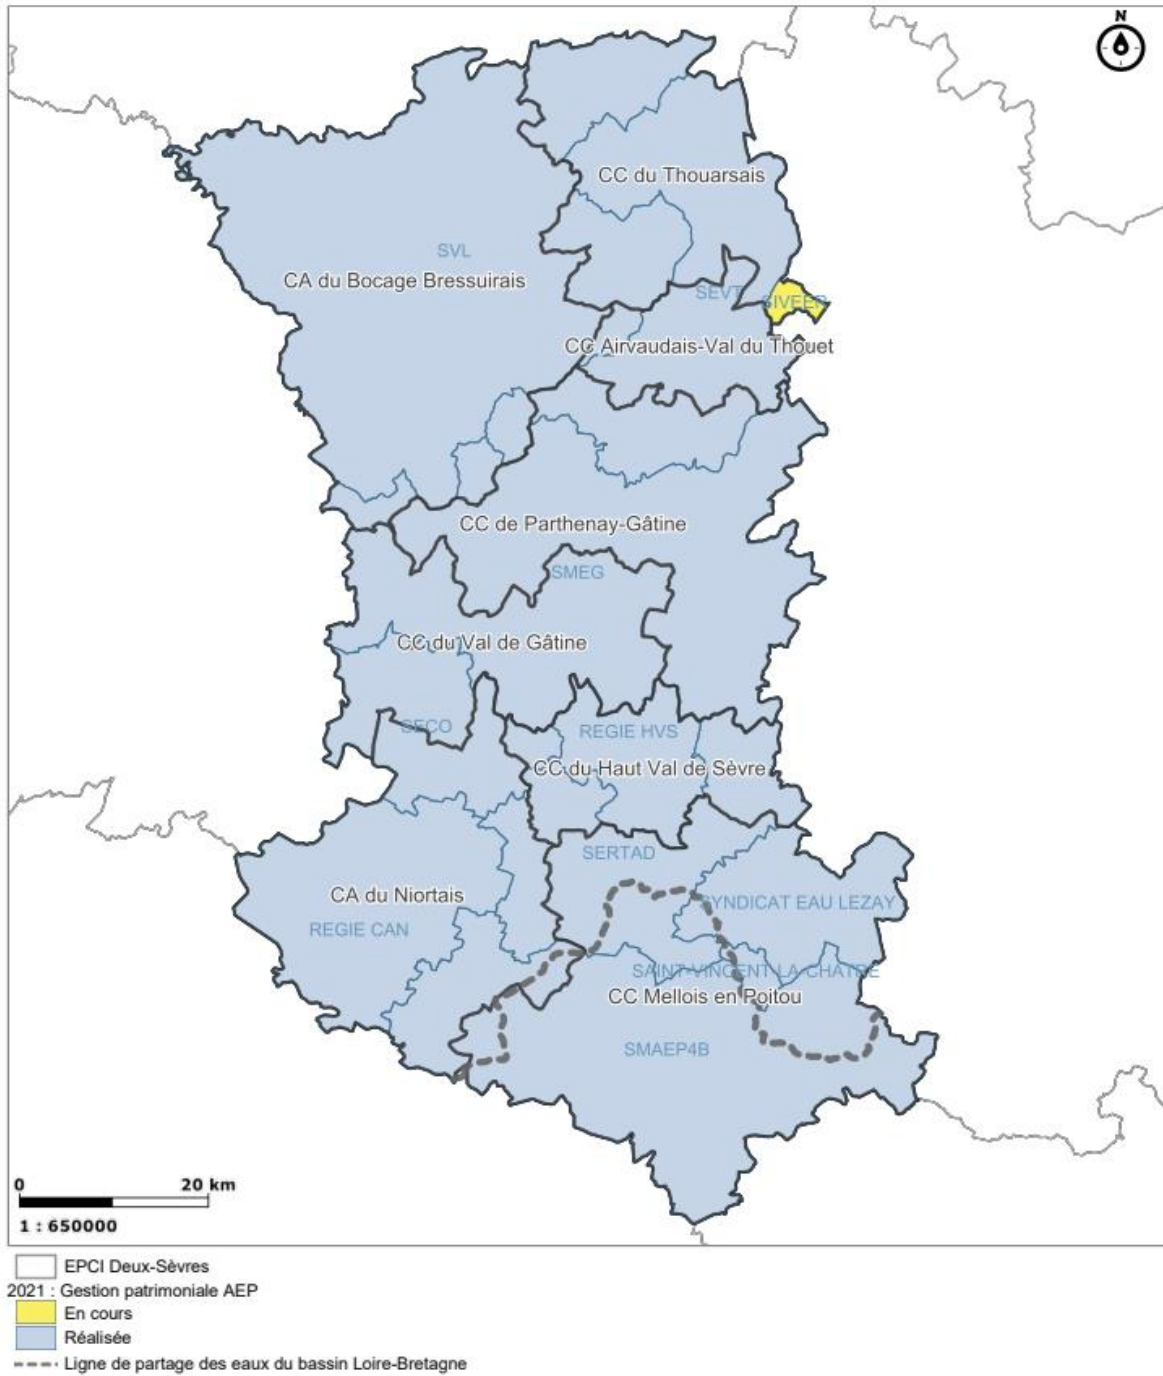 N
CC du Thouarsais
SVL
CA du Bocage Bressuirais
SEVT
SIVEER
CC Airvaudais-Val du Thouet
CC de Parthenay-Gâtine
SMEG
CC du Val de Gâtine
SECO
REGIE HVS
CC du Haut Val de Sèvre
SERTAD
CA du Niortais
SYNDICAT EAU LEZAY
REGIE CAN
SAINT-VINCENT-LA-CHATRE
CC Mellois en Poitou
SMAEP4B
0 20 km
1 : 650000
EPCI Deux-Sèvres
2021 : Gestion patrimoniale AEP
En cours
Réalisée
Ligne de partage des eaux du bassin Loire-Bretagne